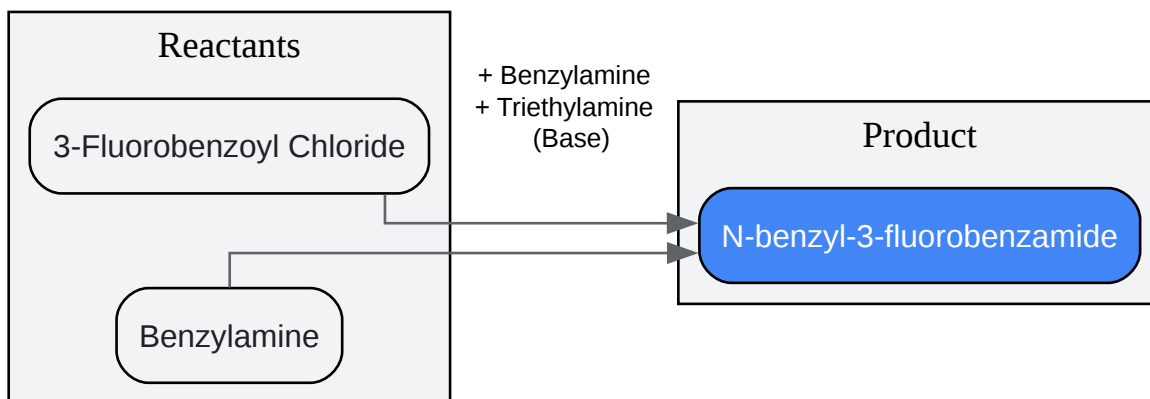 Reactants
3-Fluorobenzoyl Chloride
Benzylamine
+ Benzylamine
+ Triethylamine
(Base)
Product
N-benzyl-3-fluorobenzamide